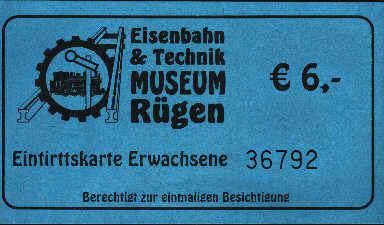 Eisenbahn
& Technik
MUSEUM
Rügen
€ 6,-
Eintirttskarte Erwachsene 36792
Berechtigt zur einmaligen Besichtigung